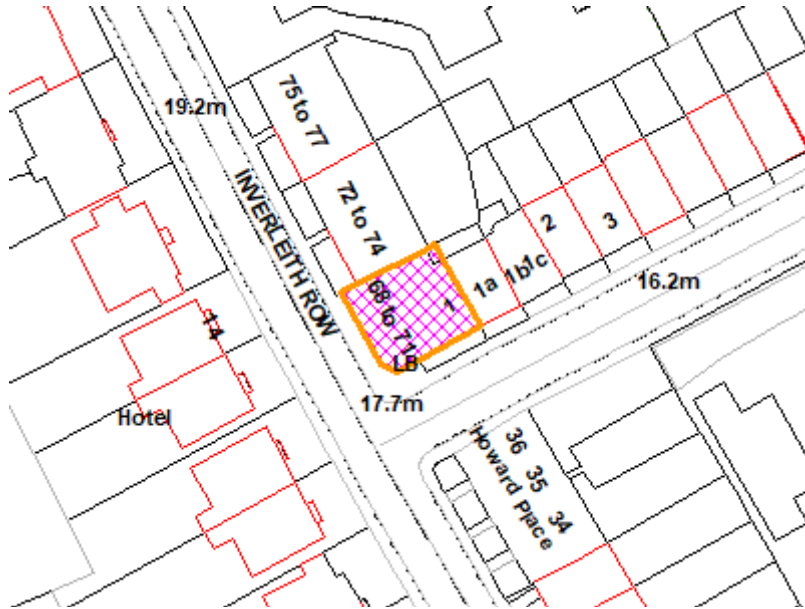 75 to 77
19.2m
INVERLEITH ROW
72 to 74
2
3
1b
1c
1a
1
16.2m
68 to 71
LB
14
17.7m
Hotel
36
35
34
Howard Place